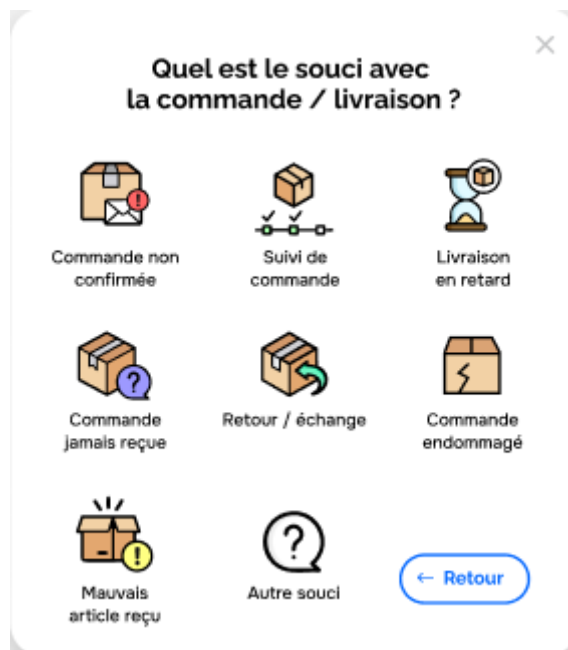 Quel est le souci avec
la commande / livraison ?
Commande non
confirmée
Suivi de
commande
Livraison
en retard
Commande
jamais reçue
Retour / échange
Commande
endommagé
Mauvais
article reçu
Autre souci
← Retour